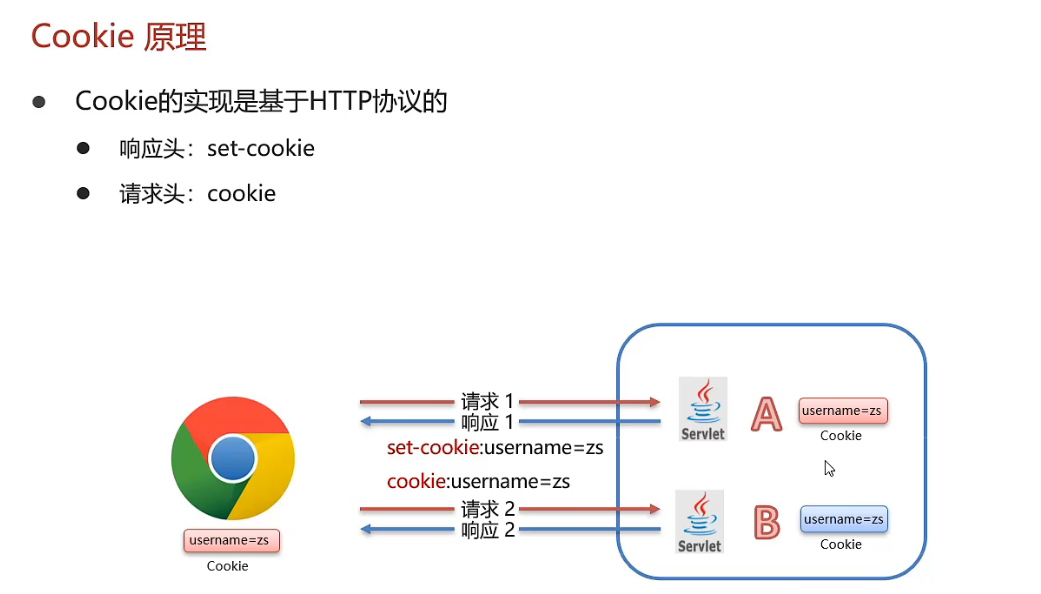 Cookie 原理
Cookie的实现是基于HTTP协议的
响应头：set-cookie
请求头：cookie
请求 1
响应 1
set-cookie:username=zs
cookie:username=zs
请求 2
响应 2
username=zs
Cookie
Servlet
A
username=zs
Cookie
Servlet
B
username=zs
Cookie